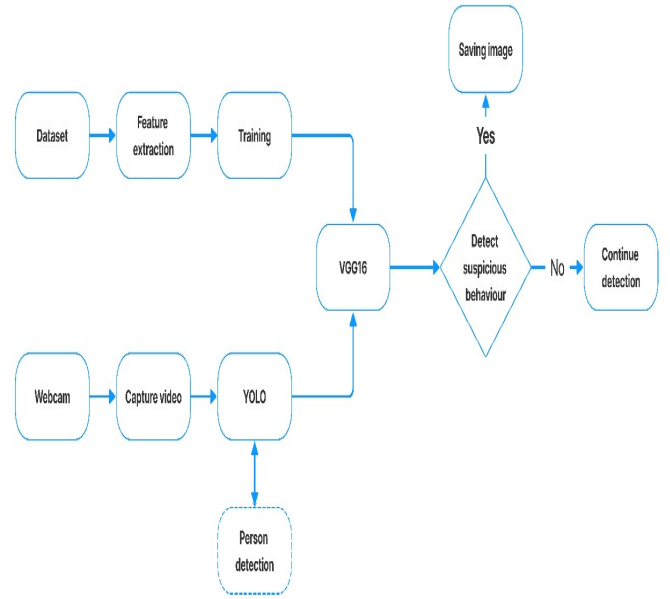 Saving image
Yes
Dataset
Feature
extraction
Training
VGG16
Detect
suspicious
behaviour
No
Continue
detection
Webcam
Capture video
YOLO
Person
detection